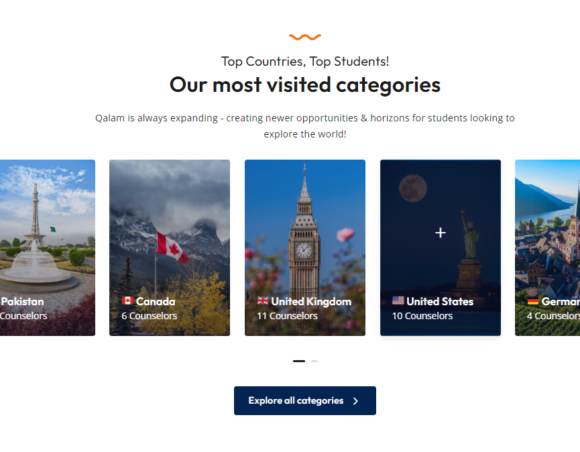 Top Countries, Top Students!
Our most visited categories
Qalam is always expanding - creating newer opportunities & horizons for students looking to
explore the world!
Pakistan
Counselors
Canada
6 Counselors
United Kingdom
11 Counselors
United States
10 Counselors
German
4 Counselors
Explore all categories